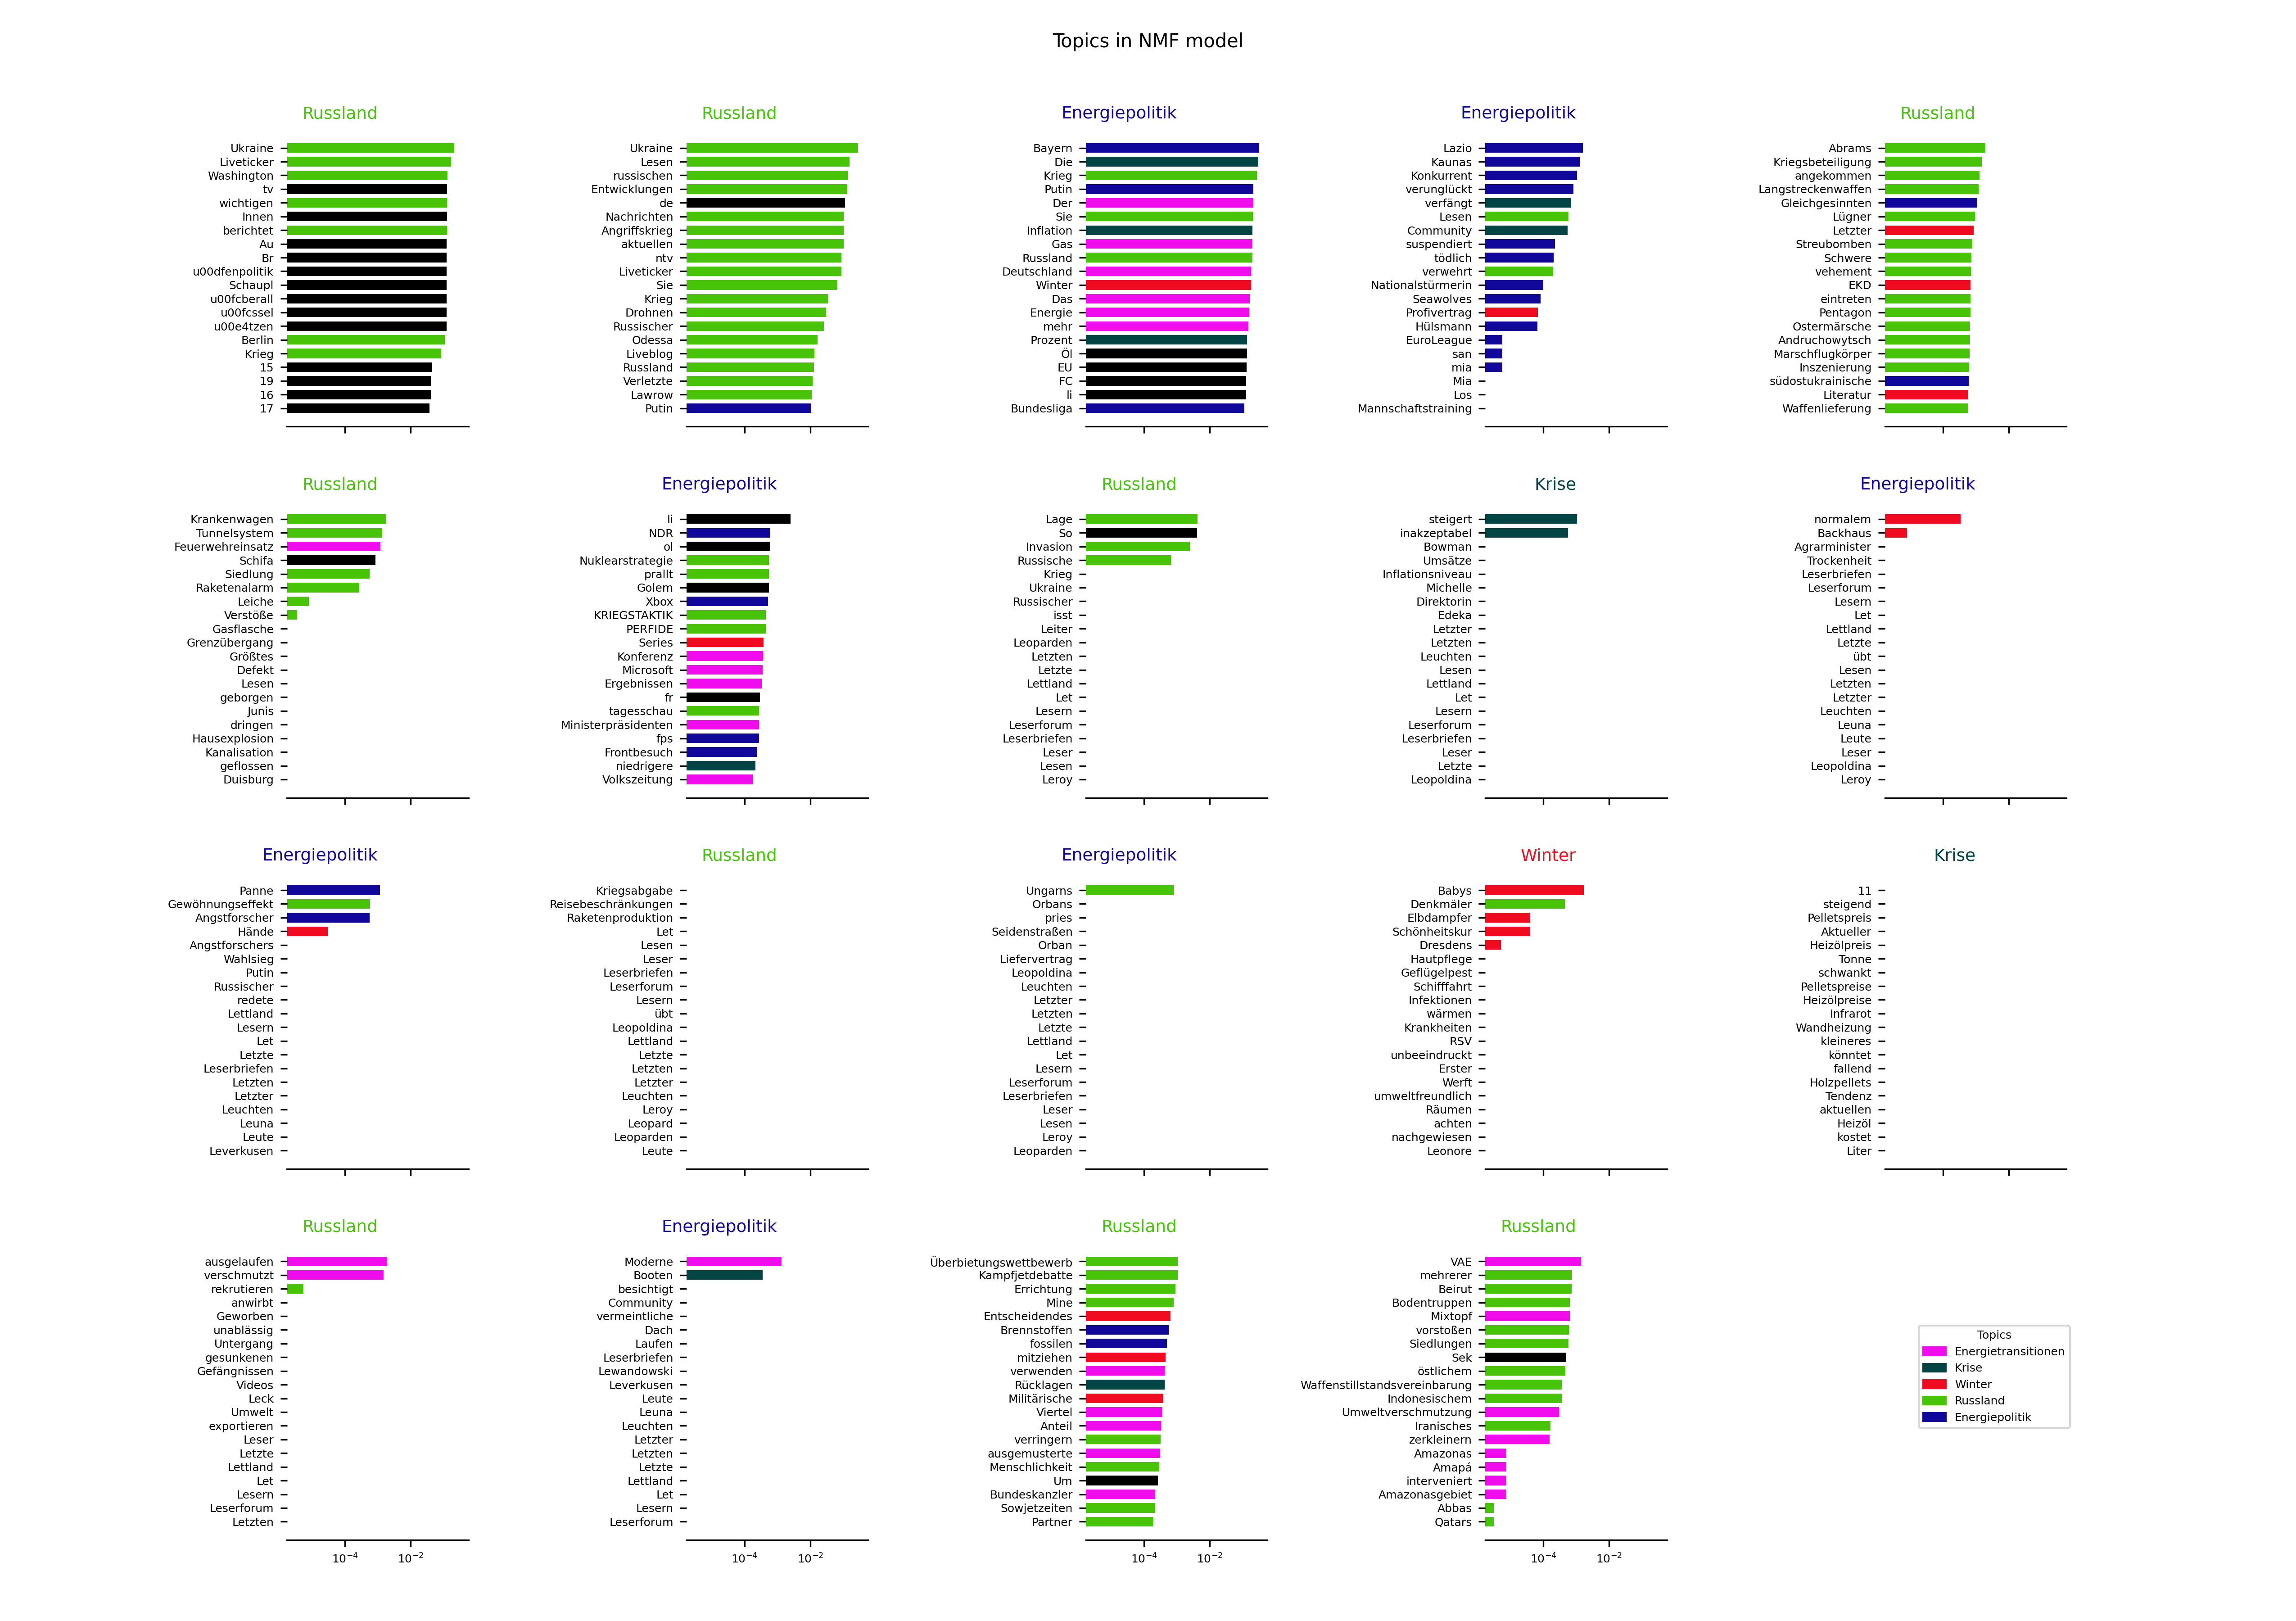 Topics in NMF model
Russland
Ukraine
Liveticker
Washington
tv
wichtigen
Innen
berichtet
Au
Br
u00dfenpolitik
Schaupl
u00fcberall
u00fcssel
u00e4tzen
Berlin
Krieg
15
19
16
17
Russland
Ukraine
Lesen
russischen
Entwicklungen
de
Nachrichten
Angriffskrieg
aktuellen
ntv
Liveticker
Sie
Krieg
Drohnen
Russischer
Odessa
Liveblog
Russland
Verletzte
Lawrow
Putin
Energiepolitik
Bayern
Die
Krieg
Putin
Der
Sie
Inflation
Gas
Russland
Deutschland
Winter
Das
Energie
mehr
Prozent
Öl
EU
FC
li
Bundesliga
Energiepolitik
Lazio
Kaunas
Konkurrent
verunglückt
verfängt
Lesen
Community
suspendiert
tödlich
verwehrt
Nationalstürmerin
Seawolves
Profivertrag
Hülsmann
EuroLeague
san
mia
Mia
Los
Mannschaftstraining
Russland
Abrams
Kriegsbeteiligung
angekommen
Langstreckenwaffen
Gleichgesinnten
Lügner
Letzter
Streubomben
Schwere
vehement
EKD
eintreten
Pentagon
Ostermärsche
Andruchowytsch
Marschflugkörper
Inszenierung
südostukrainische
Literatur
Waffenlieferung
Russland
Krankenwagen
Tunnelsystem
Feuerwehreinsatz
Schifa
Siedlung
Raketenalarm
Leiche
Verstöße
Gasflasche
Grenzübergang
Größtes
Defekt
Lesen
geborgen
Junis
dringen
Hausexplosion
Kanalisation
geflossen
Duisburg
Energiepolitik
li
NDR
ol
Nuklearstrategie
prallt
Golem
Xbox
KRIEGSTAKTIK
PERFIDE
Series
Konferenz
Microsoft
Ergebnissen
fr
tagesschau
Ministerpräsidenten
fps
Frontbesuch
niedrigere
Volkszeitung
Russland
Lage
So
Invasion
Russische
Krieg
Ukraine
Russischer
isst
Leiter
Leoparden
Letzten
Letzte
Lettland
Let
Lesern
Leserforum
Leserbriefen
Leser
Lesen
Leroy
Krise
steigert
inakzeptabel
Bowman
Umsätze
Inflationsniveau
Michelle
Direktorin
Edeka
Letzter
Letzten
Leuchten
Lesen
Lettland
Let
Lesern
Leserforum
Leserbriefen
Leser
Letzte
Leopoldina
Energiepolitik
normalem
Backhaus
Agrarminister
Trockenheit
Leserbriefen
Leserforum
Lesern
Let
Lettland
Letzte
übt
Lesen
Letzten
Letzter
Leuchten
Leuna
Leute
Leser
Leopoldina
Leroy
Energiepolitik
Panne
Gewöhnungseffekt
Angstforscher
Hände
Angstforschers
Wahlsieg
Putin
Russischer
redete
Lettland
Lesern
Let
Letzte
Leserbriefen
Letzten
Letzter
Leuchten
Leuna
Leute
Leverkusen
Russland
Kriegsabgabe
Reisebeschränkungen
Raketenproduktion
Let
Lesen
Leser
Leserbriefen
Leserforum
Lesern
übt
Leopoldina
Lettland
Letzte
Letzten
Letzter
Leuchten
Leroy
Leopard
Leoparden
Leute
Energiepolitik
Ungarns
Orbans
pries
Seidenstraßen
Orban
Liefervertrag
Leopoldina
Leuchten
Letzter
Letzten
Letzte
Lettland
Let
Lesern
Leserforum
Leserbriefen
Leser
Lesen
Leroy
Leoparden
Winter
Babys
Denkmäler
Elbdampfer
Schönheitskur
Dresdens
Hautpflege
Geflügelpest
Schifffahrt
Infektionen
wärmen
Krankheiten
RSV
unbeeindruckt
Erster
Werft
umweltfreundlich
Räumen
achten
nachgewiesen
Leonore
Krise
11
steigend
Pelletspreis
Aktueller
Heizölpreis
Tonne
schwankt
Pelletspreise
Heizölpreise
Infrarot
Wandheizung
kleineres
könntet
fallend
Holzpellets
Tendenz
aktuellen
Heizöl
kostet
Liter
Russland
ausgelaufen
verschmutzt
rekrutieren
anwirbt
Geworben
unablässig
Untergang
gesunkenen
Gefängnissen
Videos
Leck
Umwelt
exportieren
Leser
Letzte
Lettland
Let
Lesern
Leserforum
Letzten
10⁻⁴ 10⁻²
Energiepolitik
Moderne
Booten
besichtigt
Community
vermeintliche
Dach
Laufen
Leserbriefen
Lewandowski
Leverkusen
Leute
Leuna
Leuchten
Letzter
Letzten
Letzte
Lettland
Let
Lesern
Leserforum
10⁻⁴ 10⁻²
Russland
Überbietungswettbewerb
Kampfjetdebatte
Errichtung
Mine
Entscheidendes
Brennstoffen
fossilen
mitziehen
verwenden
Rücklagen
Militärische
Viertel
Anteil
verringern
ausgemusterte
Menschlichkeit
Um
Bundeskanzler
Sowjetzeiten
Partner
10⁻⁴ 10⁻²
Russland
VAE
mehrerer
Beirut
Bodentruppen
Mixtopf
vorstoßen
Siedlungen
Sek
östlichem
Waffenstillstandsvereinbarung
Indonesischem
Umweltverschmutzung
Iranisches
zerkleinern
Amazonas
Amapá
interveniert
Amazonasgebiet
Abbas
Qatars
10⁻⁴ 10⁻²
Topics
Energietransitionen
Krise
Winter
Russland
Energiepolitik